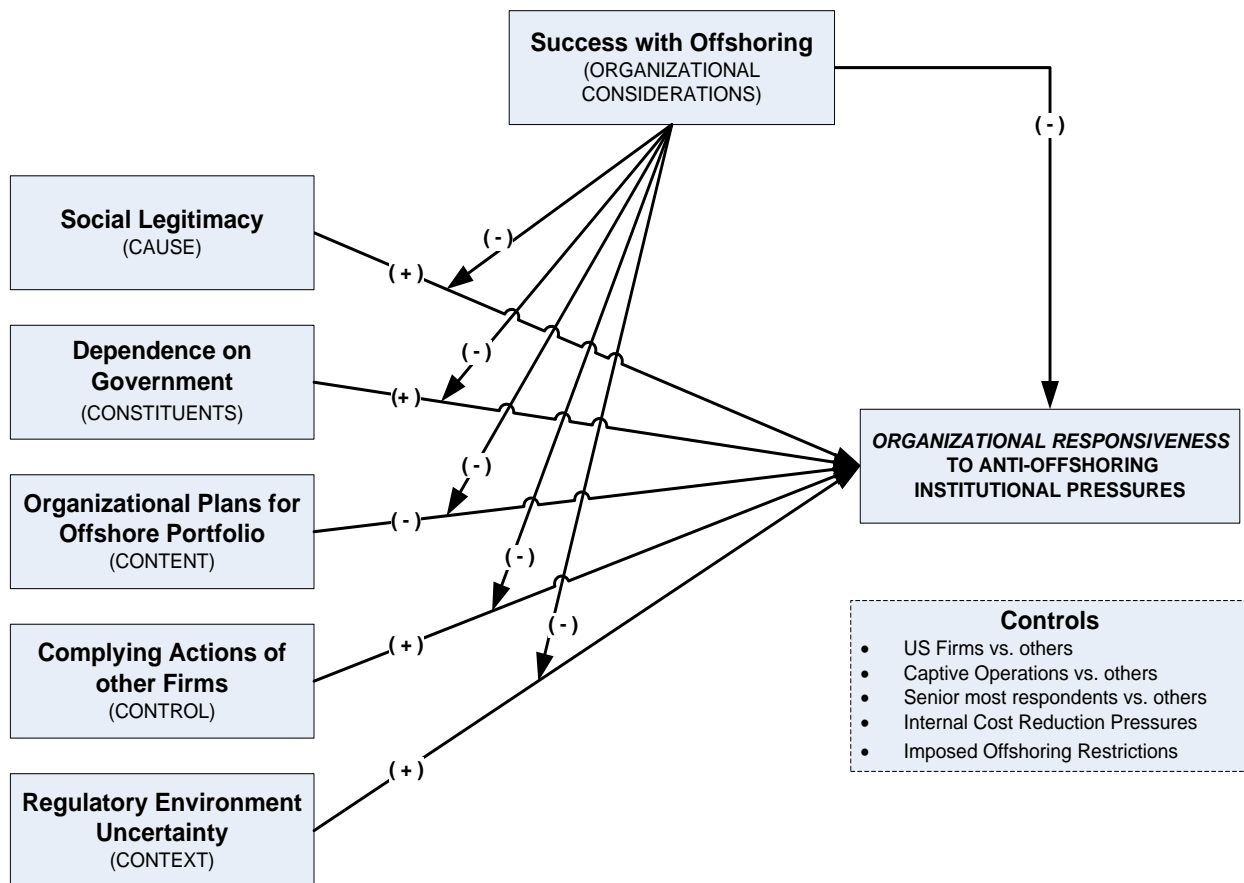 Success with Offshoring
(ORGANIZATIONAL
CONSIDERATIONS)
( - )
Social Legitimacy
(CAUSE)
( + )
( - )
Dependence on
Government
(CONSTITUENTS)
( + )
( - )
Organizational Plans for
Offshore Portfolio
(CONTENT)
( - )
( - )
Complying Actions of
other Firms
(CONTROL)
( + )
( - )
Regulatory Environment
Uncertainty
(CONTEXT)
( + )
( - )
ORGANIZATIONAL RESPONSIVENESS
TO ANTI-OFFSHORING
INSTITUTIONAL PRESSURES
Controls
• US Firms vs. others
• Captive Operations vs. others
• Senior most respondents vs. others
• Internal Cost Reduction Pressures
• Imposed Offshoring Restrictions